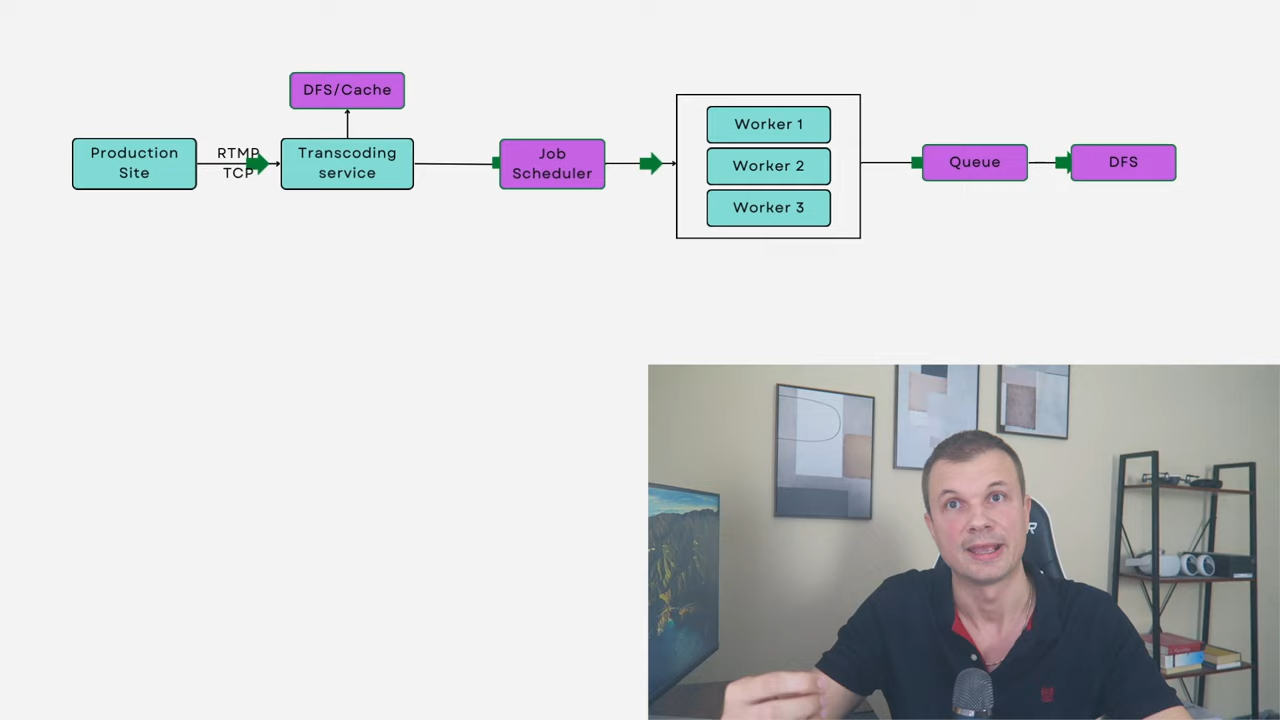 DFS/Cache
Production
Site
RTMP
TCP
Transcoding
service
Job
Scheduler
Worker 1
Worker 2
Worker 3
Queue
DFS